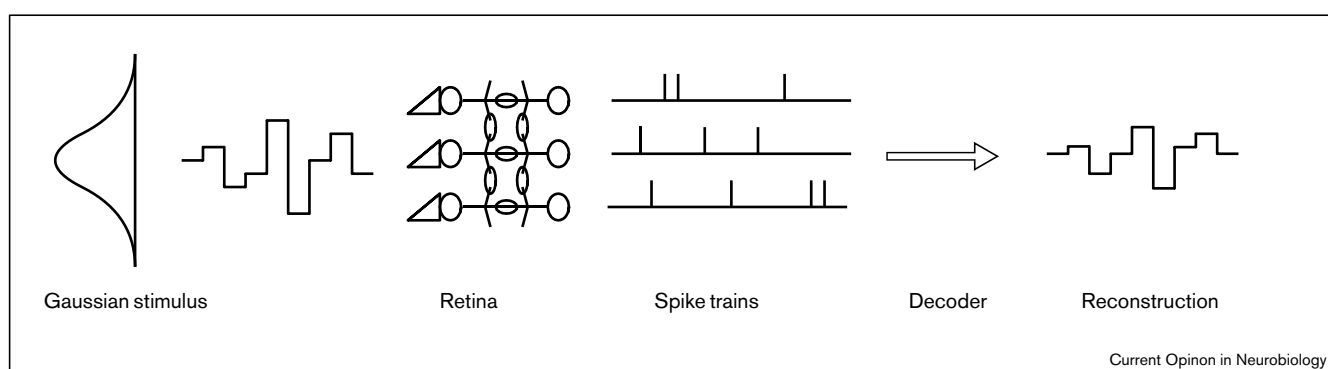 Gaussian stimulus
Retina
Spike trains
Decoder
Reconstruction
Current Opinon in Neurobiology